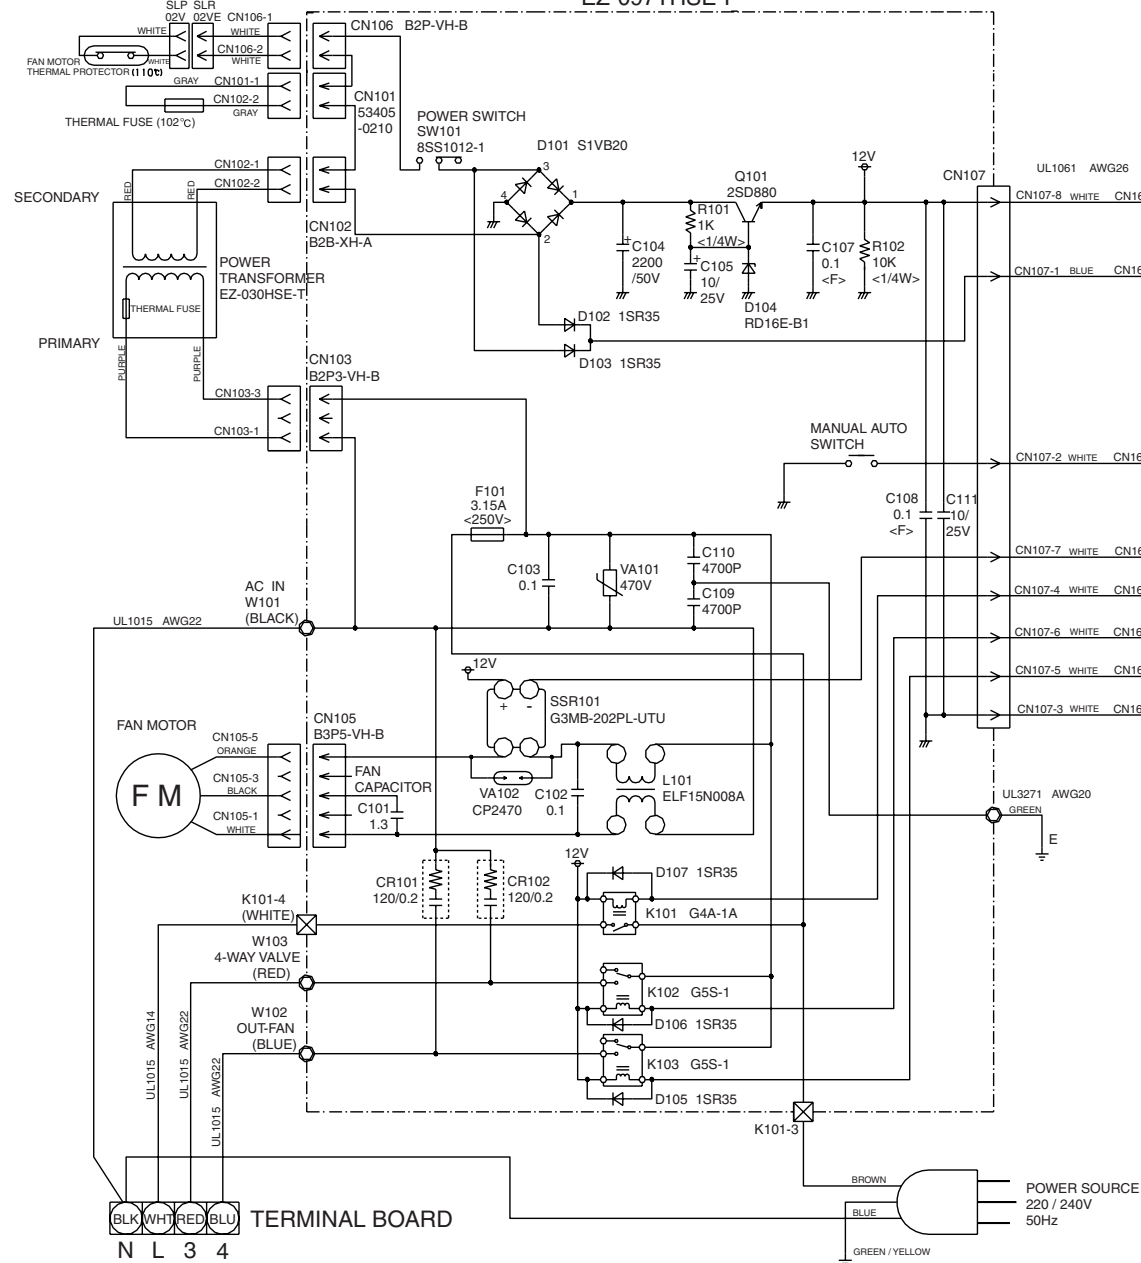 SLP SLR
02V 02VE CN106-1
WHITE
WHITE
CN106-2
WHITE
WHITE
FAN MOTOR
THERMAL PROTECTOR (110℃)
GRAY CN101-1
CN102-2
GRAY
THERMAL FUSE (102°C)
CN106 B2P-VH-B
CN101
53405
-0210
POWER SWITCH
SW101
8SS1012-1
D101 S1VB20
3
4
1
2
CN102-1
CN102-2
SECONDARY
RED
RED
CN102
B2B-XH-A
POWER
TRANSFORMER
EZ-030HSE-T
THERMAL FUSE
PRIMARY
PURPLE
PURPLE
CN103
B2P3-VH-B
CN103-3
CN103-1
Q101
2SD880
R101
1K
<1/4W>
+
C104
2200
/50V
+
C105
10/
25V
D104
RD16E-B1
12V
C107
0.1
<F>
R102
10K
<1/4W>
D102 1SR35
D103 1SR35
CN107
UL1061 AWG26
CN107-8 WHITE CN16
CN107-1 BLUE CN16
MANUAL AUTO
SWITCH
CN107-2 WHITE CN16
C108
0.1
<F>
C111
10/
25V
CN107-7 WHITE CN16
CN107-4 WHITE CN16
CN107-6 WHITE CN16
CN107-5 WHITE CN16
CN107-3 WHITE CN16
F101
3.15A
<250V>
C103
0.1
VA101
470V
C110
4700P
C109
4700P
AC IN
W101
(BLACK)
UL1015 AWG22
12V
+ -
SSR101
G3MB-202PL-UTU
FAN MOTOR
FM
CN105-5
ORANGE
CN105-3
BLACK
CN105-1
WHITE
CN105
B3P5-VH-B
FAN
CAPACITOR
C101
1.3
VA102
CP2470
C102
0.1
L101
ELF15N008A
UL3271 AWG20
GREEN
E
12V
CR101
120/0.2
CR102
120/0.2
D107 1SR35
K101 G4A-1A
K101-4
(WHITE)
W103
4-WAY VALVE
(RED)
K102 G5S-1
D106 1SR35
W102
OUT-FAN
(BLUE)
K103 G5S-1
D105 1SR35
UL1015 AWG14
UL1015 AWG22
UL1015 AWG22
K101-3
BROWN
BLUE
GREEN / YELLOW
POWER SOURCE
220 / 240V
50Hz
BLK WHT RED BLU TERMINAL BOARD
N L 3 4